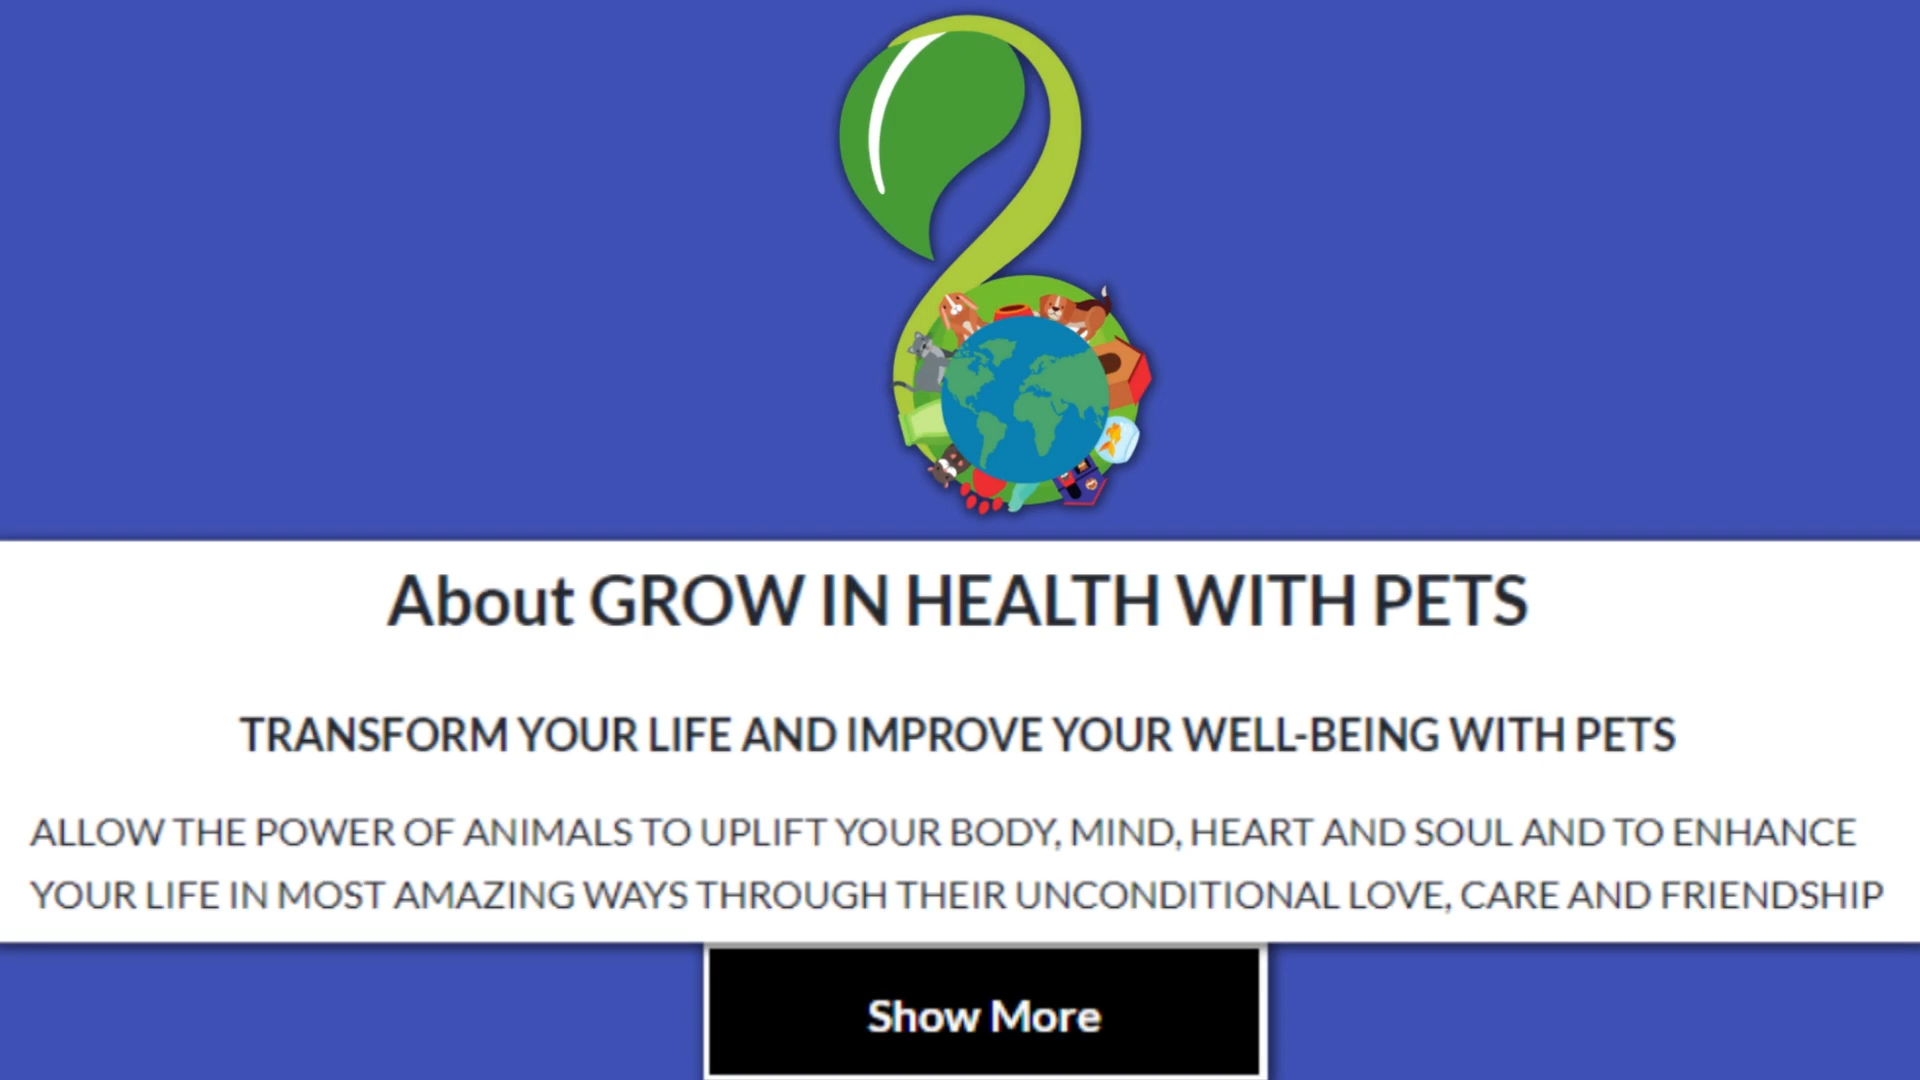 About GROW IN HEALTH WITH PETS
TRANSFORM YOUR LIFE AND IMPROVE YOUR WELL-BEING WITH PETS
ALLOW THE POWER OF ANIMALS TO UPLIFT YOUR BODY, MIND, HEART AND SOUL AND TO ENHANCE
YOUR LIFE IN MOST AMAZING WAYS THROUGH THEIR UNCONDITIONAL LOVE, CARE AND FRIENDSHIP
Show More